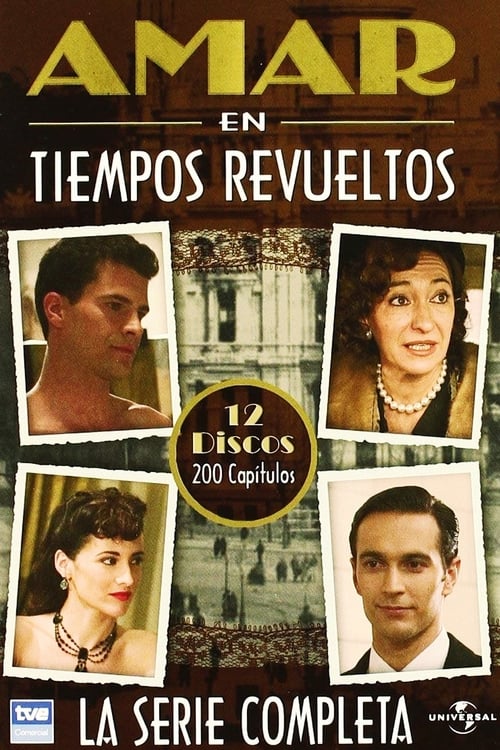 AMAR
EN
TIEMPOS REVUELTOS
12
Discos
200 Capítulos
tve
Comercial
LA SERIE COMPLETA
UNIVERSAL